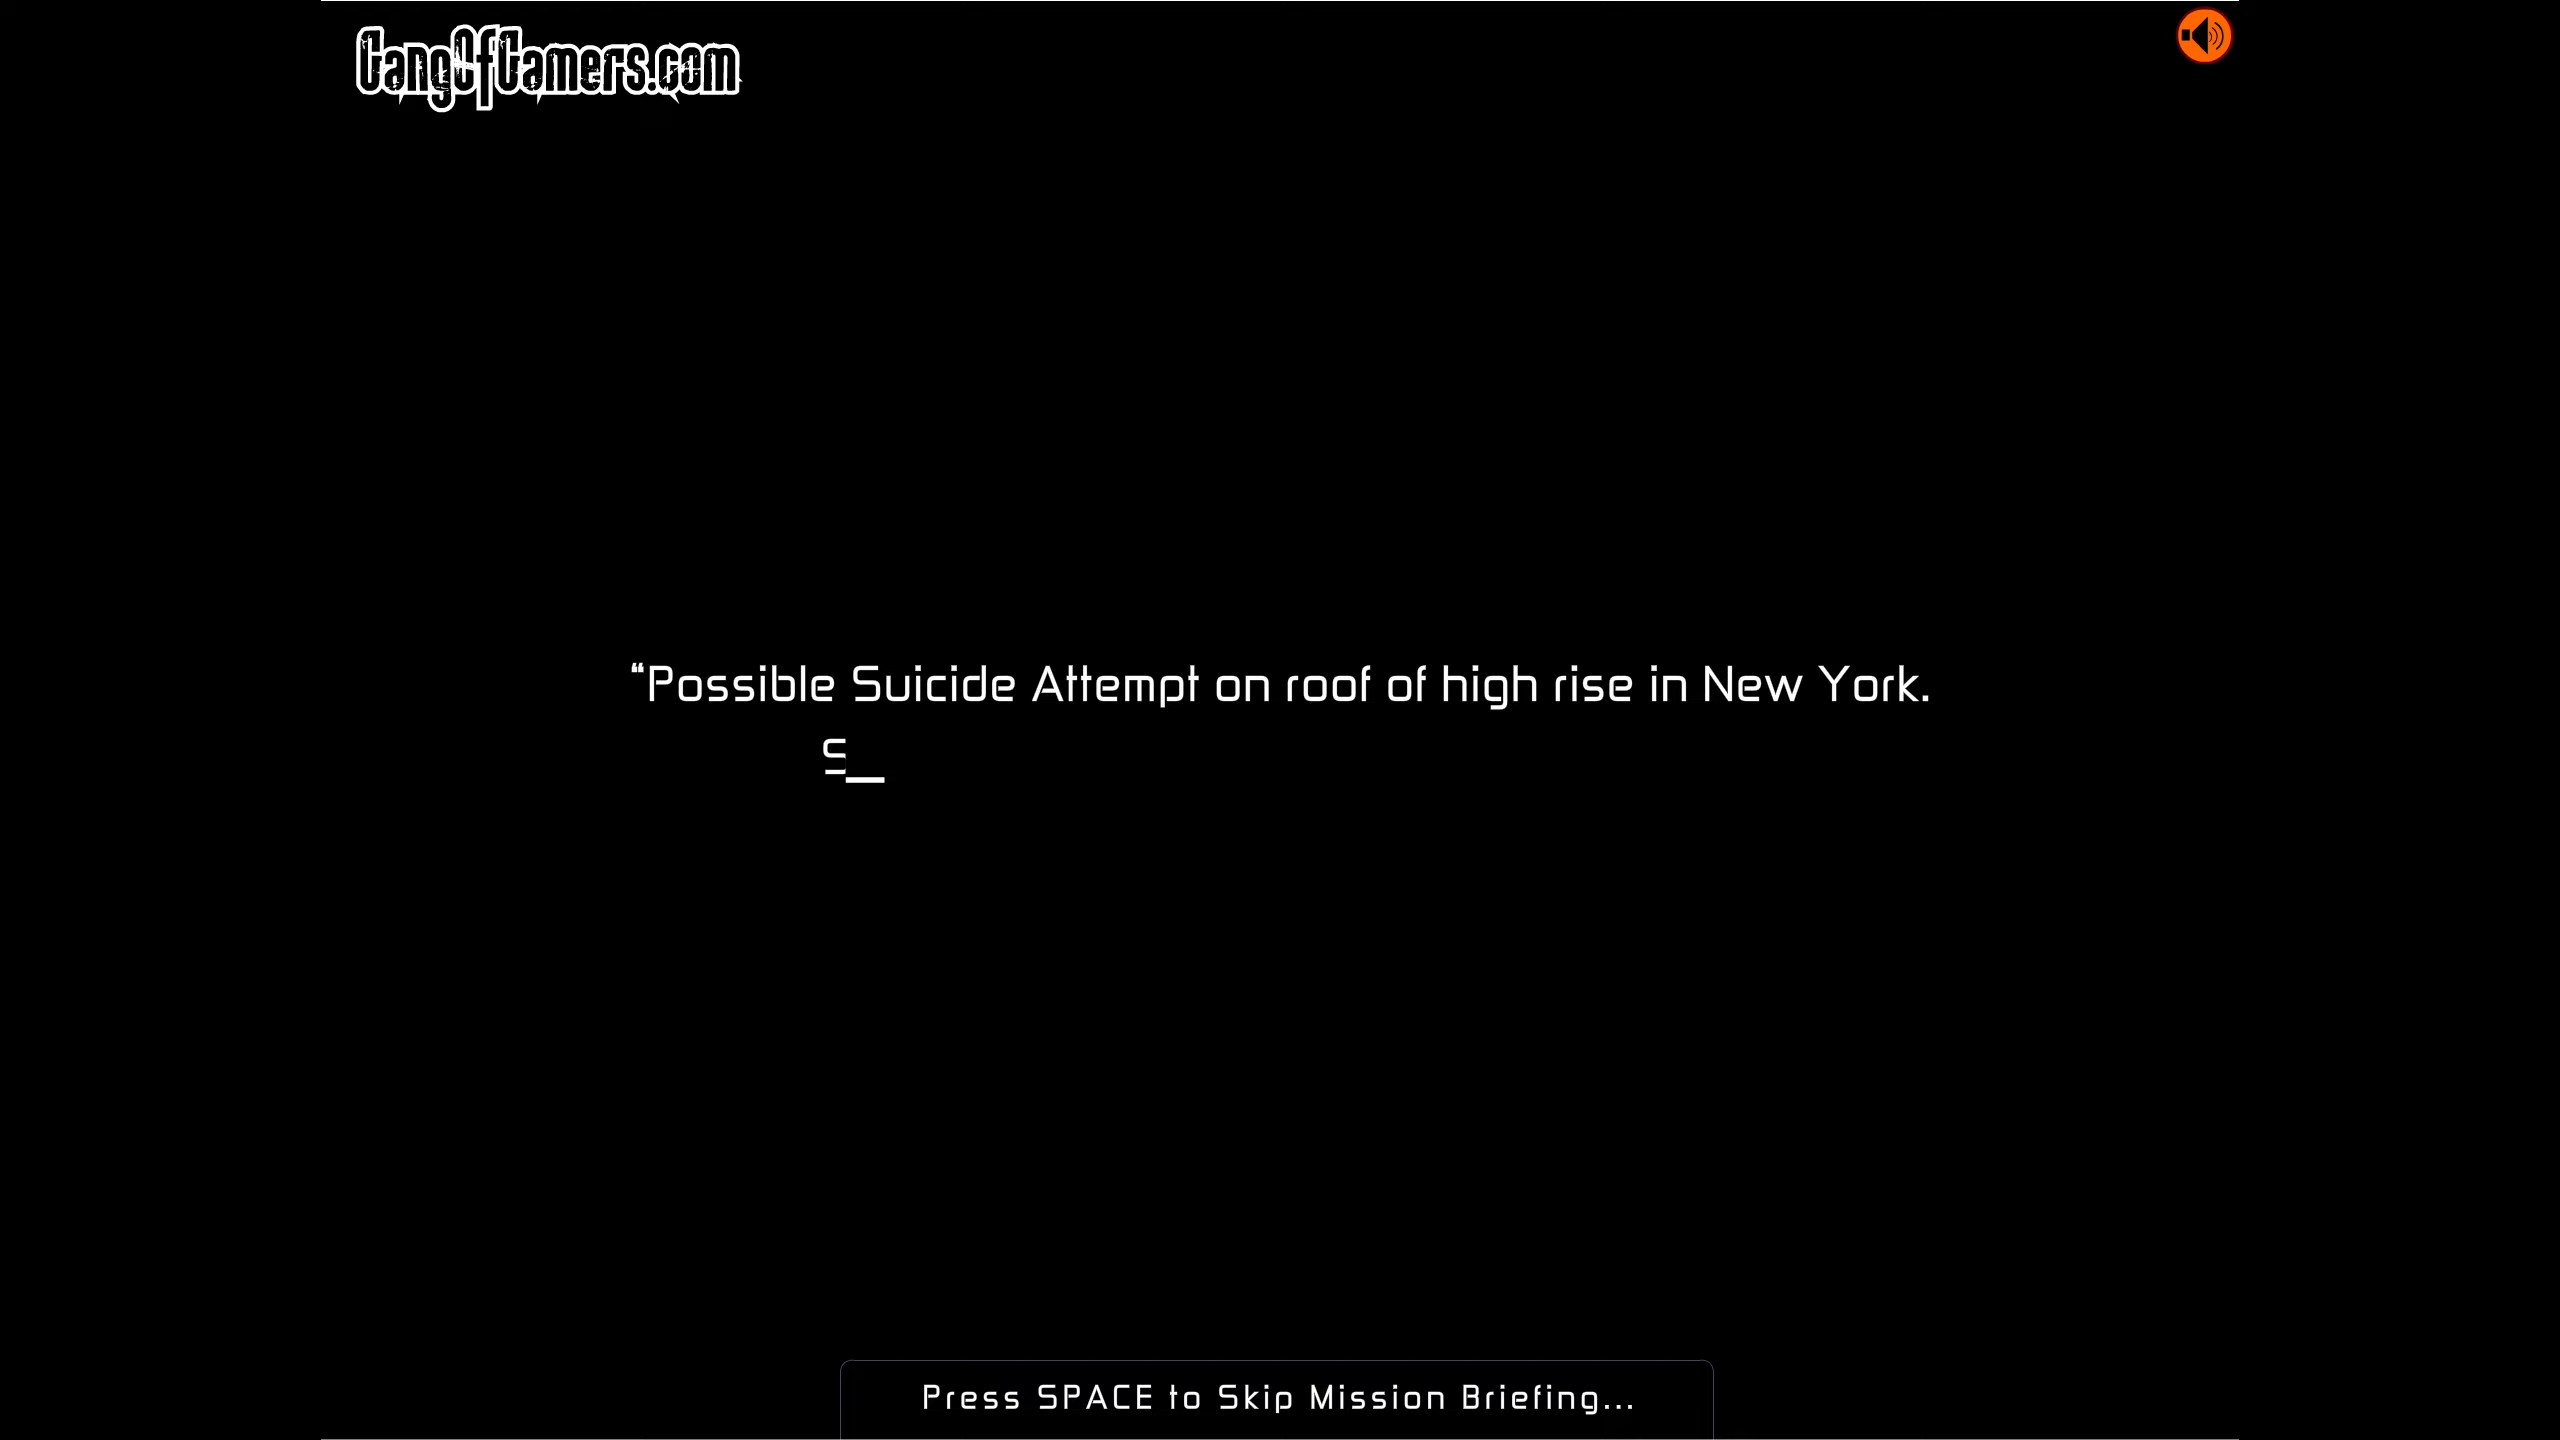 GangOfGamers.com
“Possible Suicide Attempt on roof of high rise in New York.
S_
Press SPACE to Skip Mission Briefing...